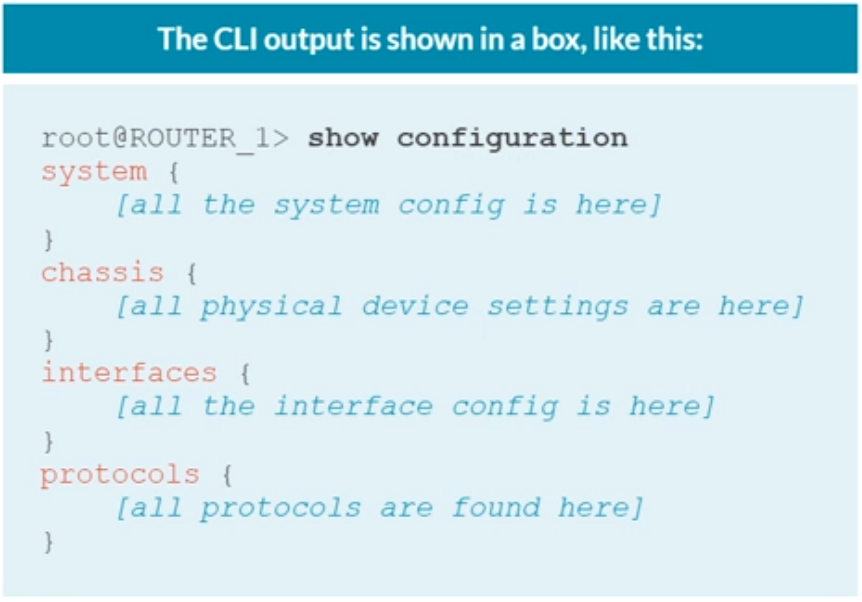 The CLI output is shown in a box, like this:
root@ROUTER_1> show configuration
system {
[all the system config is here]
}
chassis {
[all physical device settings are here]
}
interfaces {
[all the interface config is here]
}
protocols {
[all protocols are found here]
}